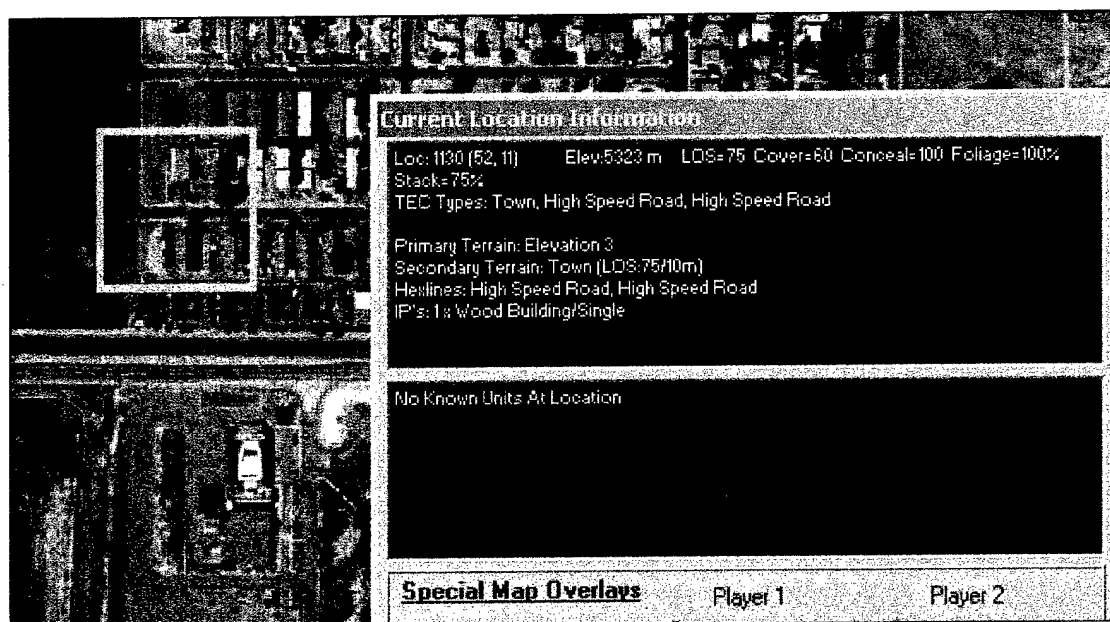 Current Location Information
Loc: 1130 (52, 11) Elev:5323 m LOS=75 Cover=60 Conceal=100 Foliage=100%
Stack=75%
TEC Types: Town, High Speed Road, High Speed Road
Primary Terrain: Elevation 3
Secondary Terrain: Town (LOS:75/10m)
Hexlines: High Speed Road, High Speed Road
IP's: 1x Wood Building/Single
No Known Units At Location
Special Map Overlays Player 1 Player 2